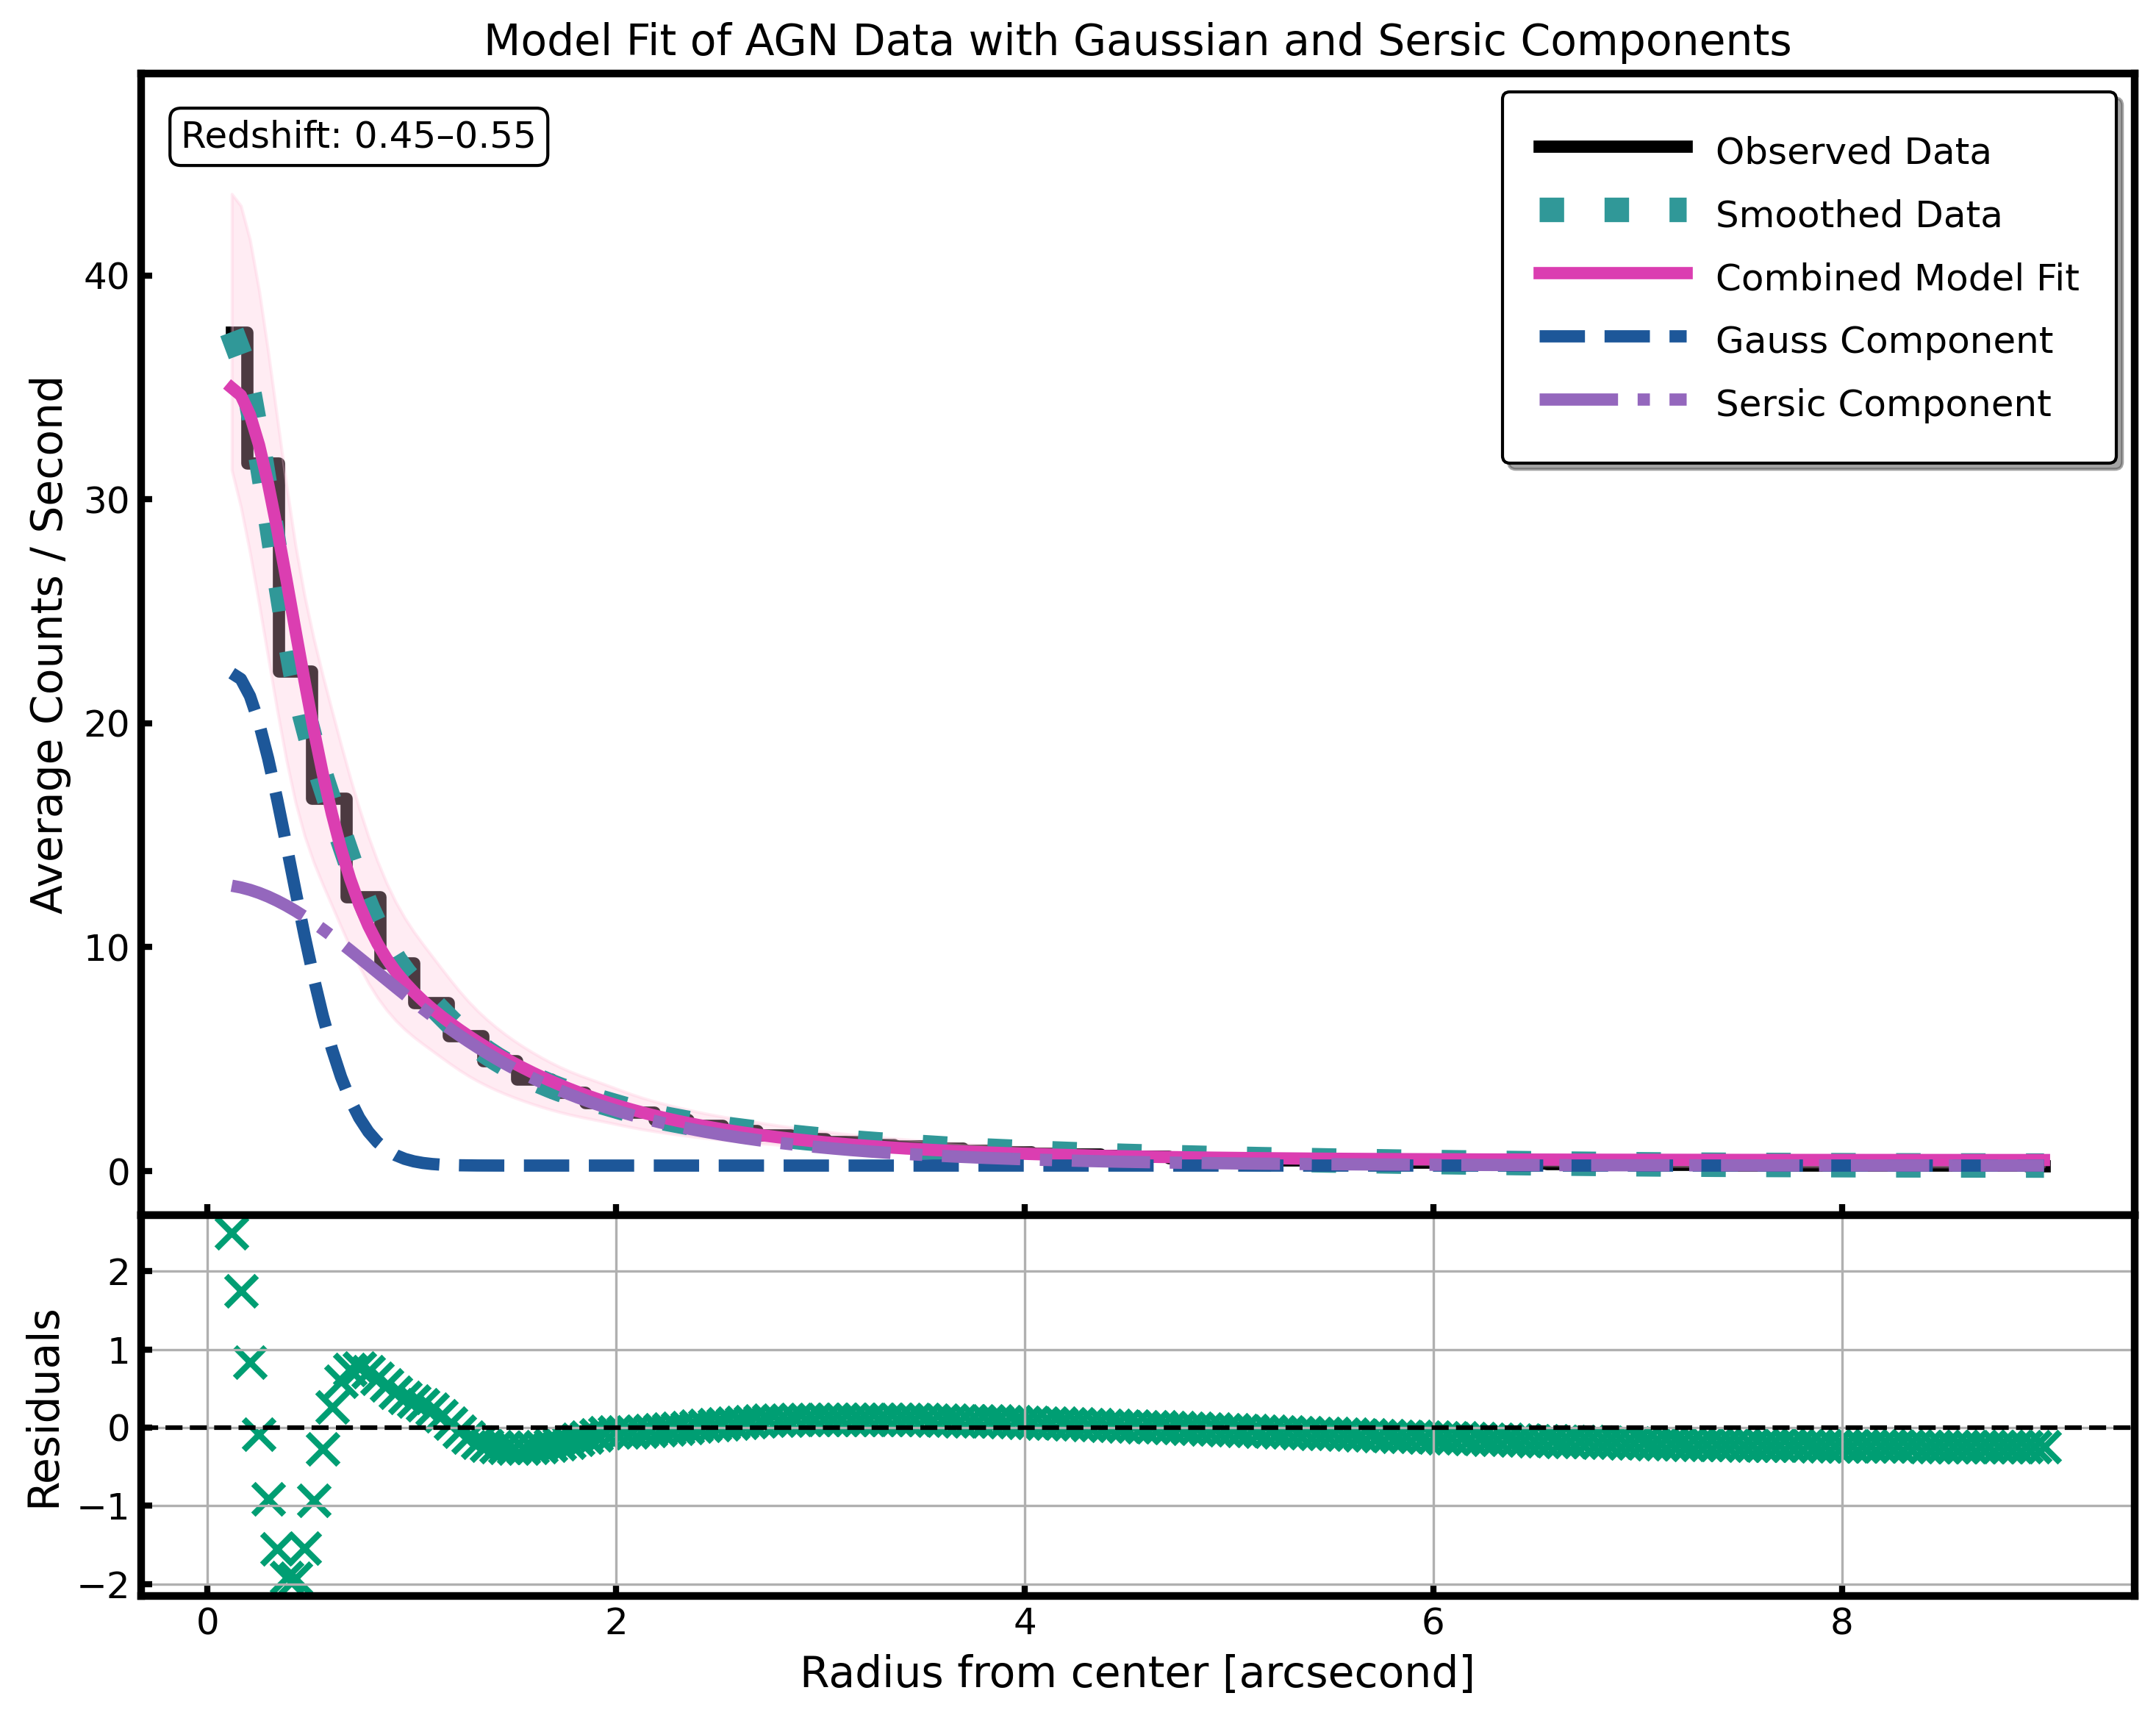 Model Fit of AGN Data with Gaussian and Sersic Components
Redshift: 0.45–0.55
Observed Data
Smoothed Data
Combined Model Fit
Gauss Component
Sersic Component
Average Counts / Second
40
30
20
10
0
Residuals
2
1
0
−1
−2
0
2
4
6
8
Radius from center [arcsecond]